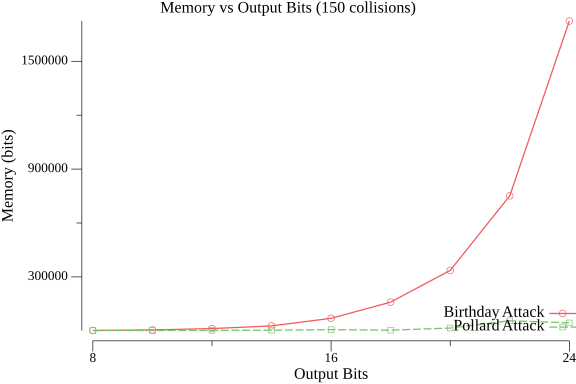 Memory vs Output Bits (150 collisions)
Memory (bits)
1500000
900000
300000
Birthday Attack
Pollard Attack
8
16
24
Output Bits